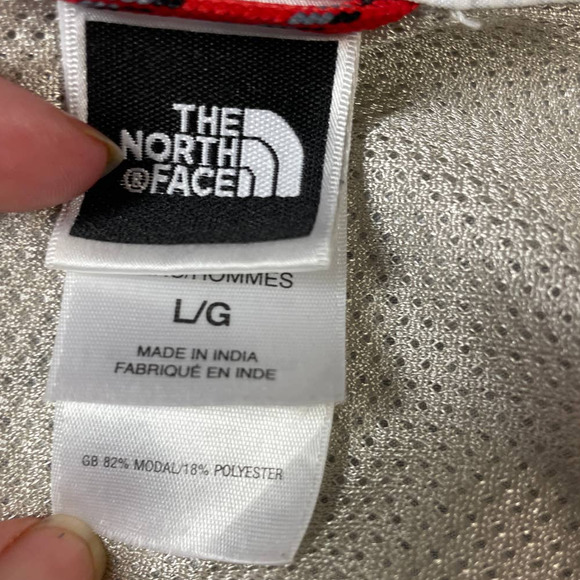 THE
NORTH
®FACE
/HOMMES
L/G
MADE IN INDIA
FABRIQUÉ EN INDE
GB 82% MODAL/18% POLYESTER